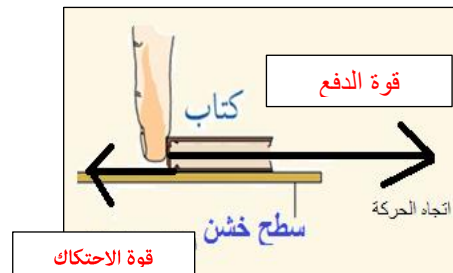 قوة الدفع
كتاب
اتجاه الحركة
سطح خشن
قوة الاحتكاك